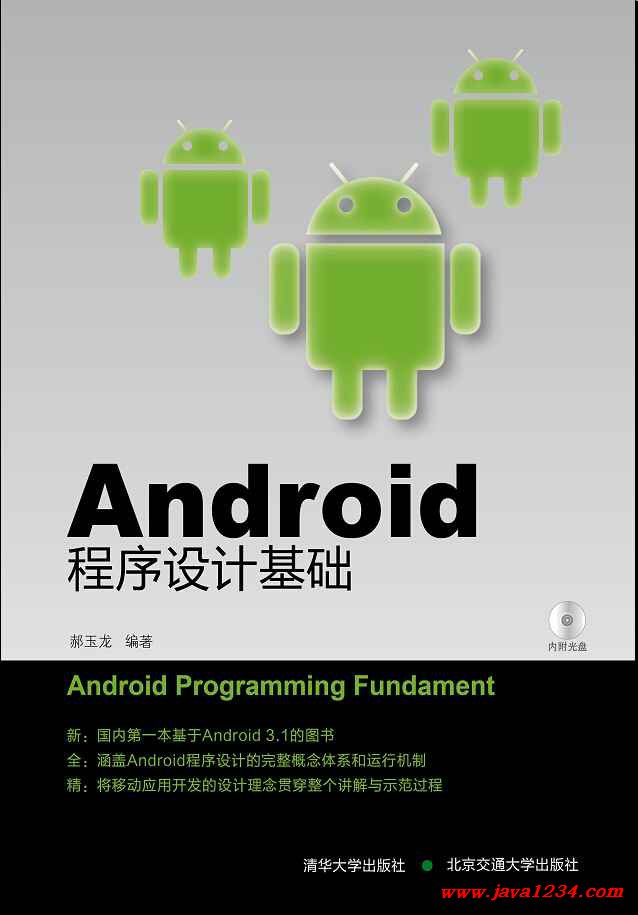 Android
程序设计基础
郝玉龙 编著
内附光盘
Android Programming Fundament
新：国内第一本基于Android 3.1的图书
全：涵盖Android程序设计的完整概念体系和运行机制
精：将移动应用开发的设计理念贯穿整个讲解与示范过程
清华大学出版社 ● 北京交通大学出版社
www.java1234.com